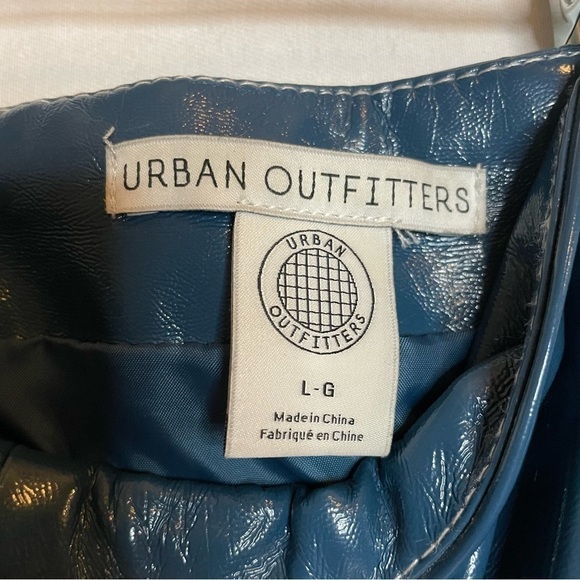 URBAN OUTFITTERS
URBAN
OUTFITTERS
L-G
Made in China
Fabriqué en Chine